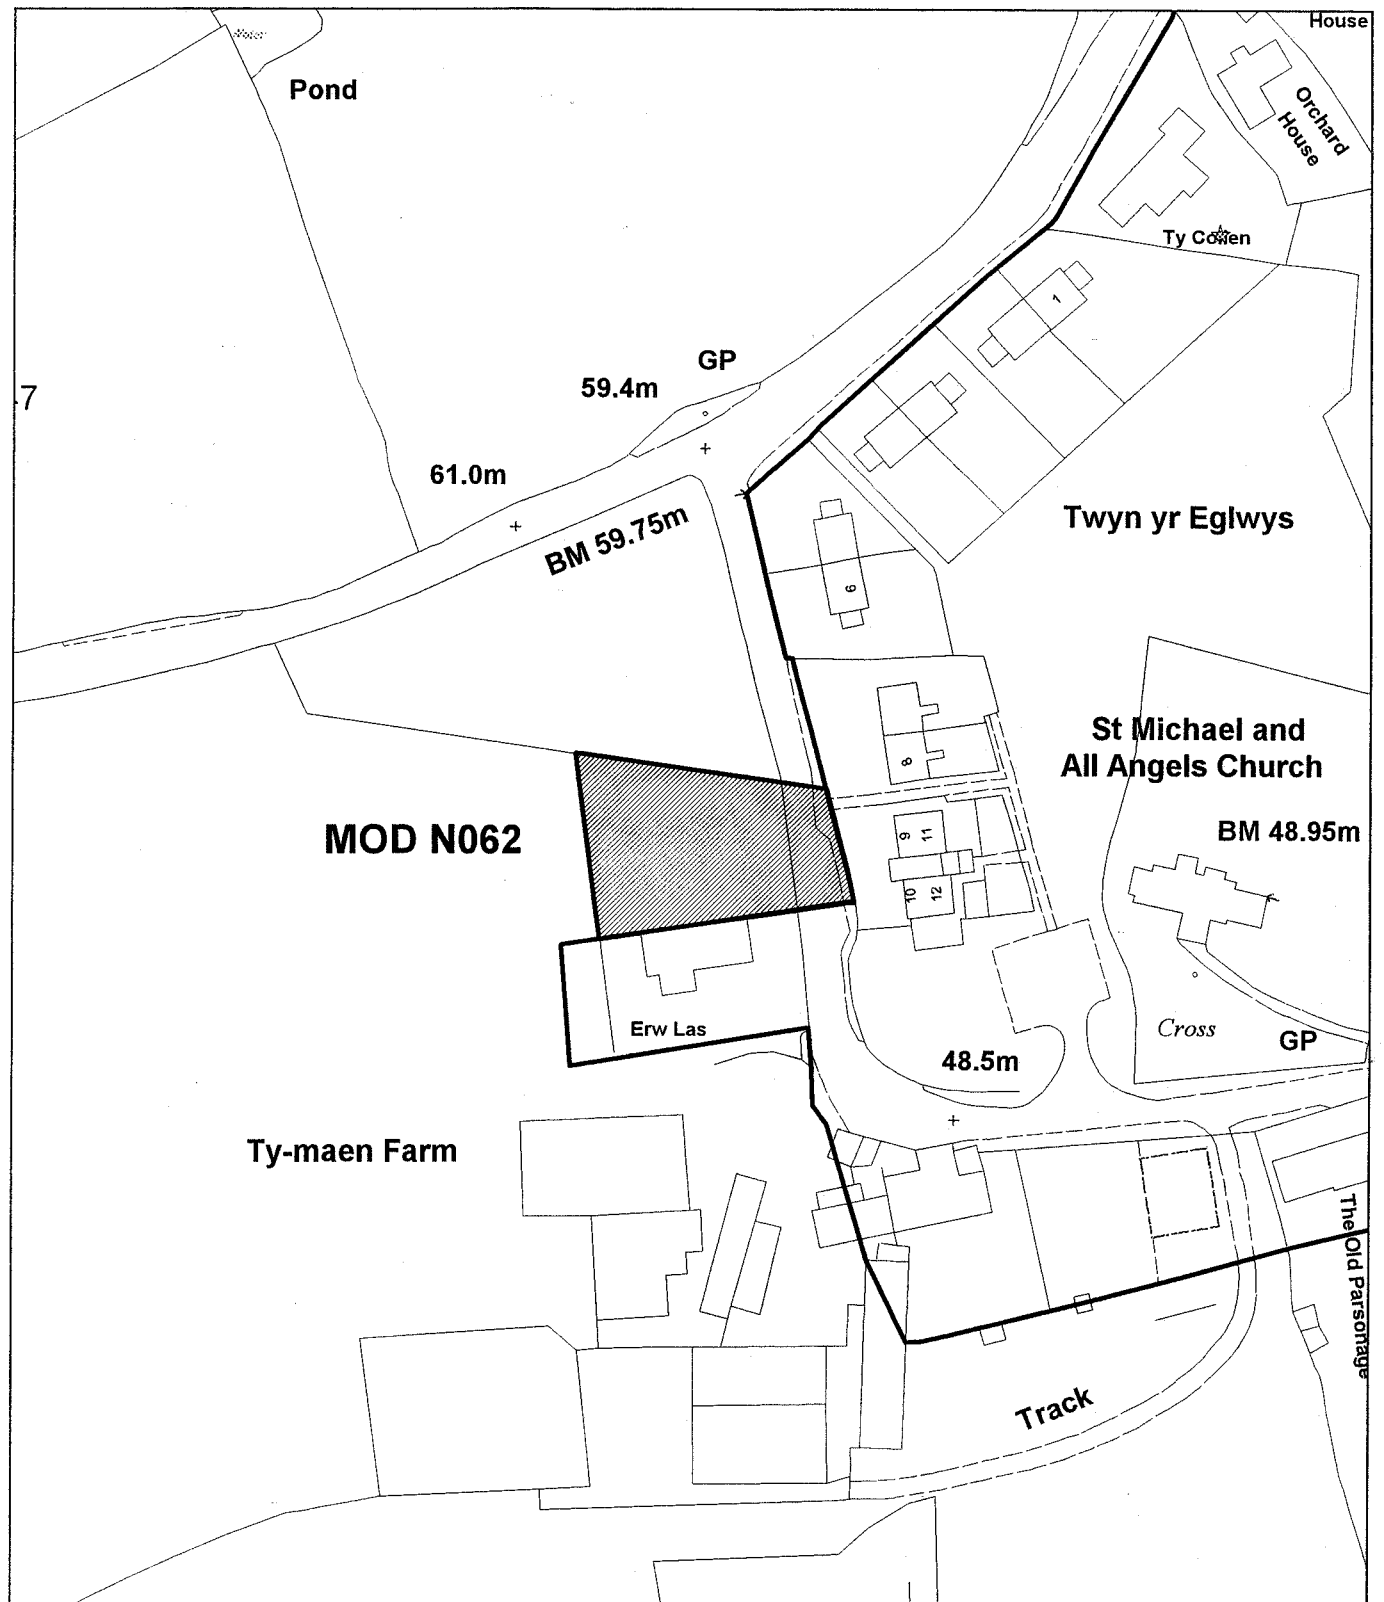 House
Pond
Orchard
House
Ty Collen
1
GP
59.4m
7
61.0m
BM 59.75m
Twyn yr Eglwys
6
St Michael and
All Angels Church
8
MOD N062
BM 48.95m
9
11
10
12
Erw Las
Cross
GP
48.5m
Ty-maen Farm
The Old Parsonage
Track